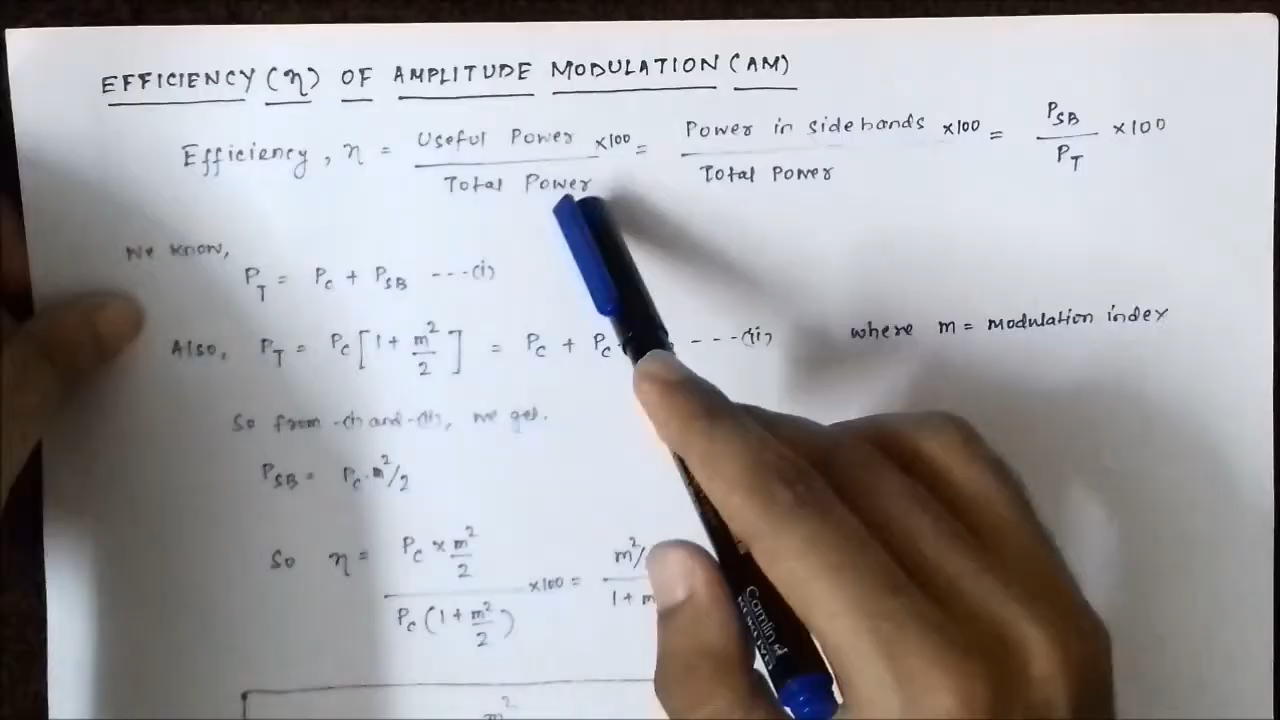 EFFICIENCY (η) OF AMPLITUDE MODULATION (AM)
Efficiency, η = Useful Power / Total Power ×100 = Power in sidebands / Total Power ×100 = P_SB / P_T ×100
We know,
P_T = P_C + P_SB ---(i)
Also, P_T = P_C [1 + m²/2] = P_C + P_C ---(ii) where m = modulation index
So from (i) and (ii), we get.
P_SB = P_C · m²/2
So η = P_C × m²/2 / P_C (1 + m²/2) ×100 = m²/ / 1 + m
m²
Camlin